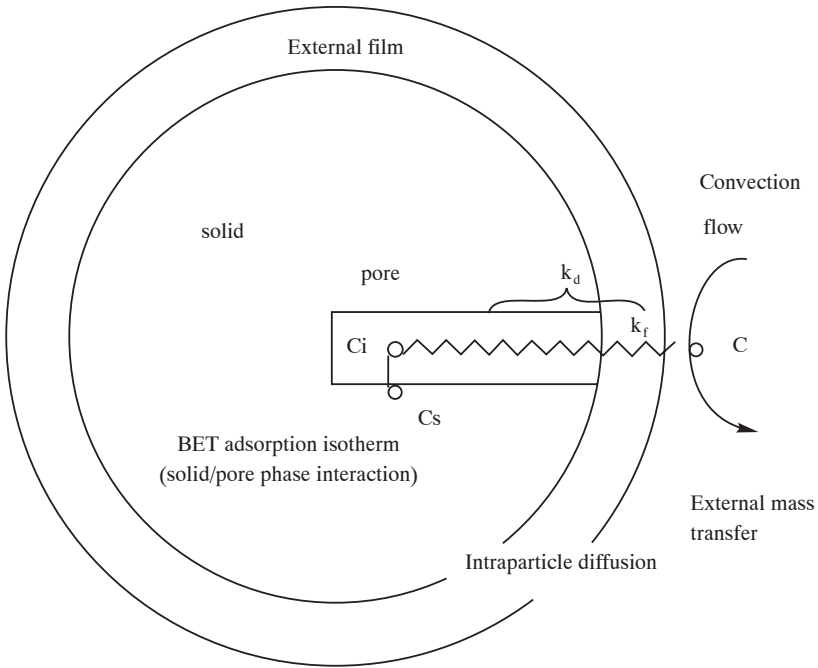 External film
Convection
flow
solid
pore
k_d
k_f
Ci
C
Cs
BET adsorption isotherm
(solid/pore phase interaction)
External mass
transfer
Intraparticle diffusion